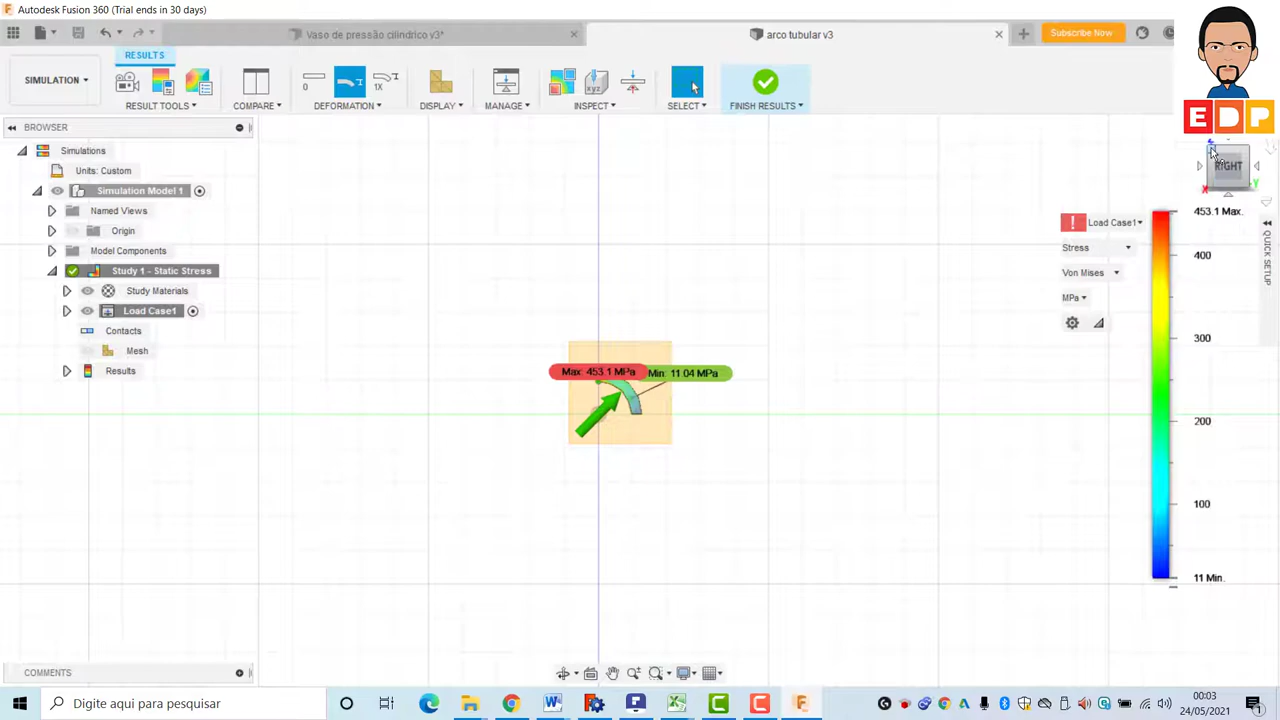 Autodesk Fusion 360 (Trial ends in 30 days)
Vaso de pressão cilíndrico v3*
arco tubular v3
Subscribe Now
RESULTS
SIMULATION
0
1X
xyz
RESULT TOOLS
COMPARE
DEFORMATION
DISPLAY
MANAGE
INSPECT
SELECT
FINISH RESULTS
EDP
BROWSER
Simulations
Units: Custom
Simulation Model 1
Named Views
Origin
Model Components
Study 1 - Static Stress
Study Materials
Load Case1
Contacts
Mesh
Results
Max: 453.1 MPa
Min: 11.04 MPa
RIGHT
Z
X
Y
453.1 Max.
Load Case1
Stress
Von Mises
MPa
400
300
200
100
11 Min.
QUICK SETUP
COMMENTS
Digite aqui para pesquisar
00:03
24/05/2021
1